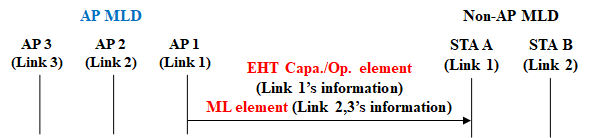 AP MLD
Non-AP MLD
AP 3
(Link 3)
AP 2
(Link 2)
AP 1
(Link 1)
STA A
(Link 1)
STA B
(Link 2)
EHT Capa./Op. element
(Link 1's information)
ML element (Link 2,3's information)